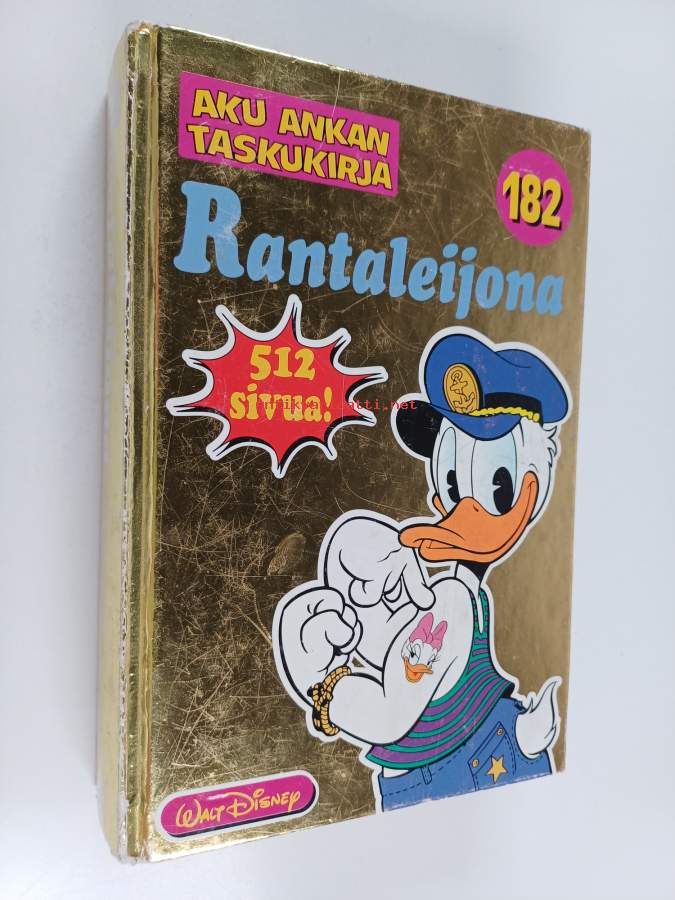 AKU ANKAN
TASKUKIRJA
182
Rantaleijona
512
sivua!
WALT DISNEY